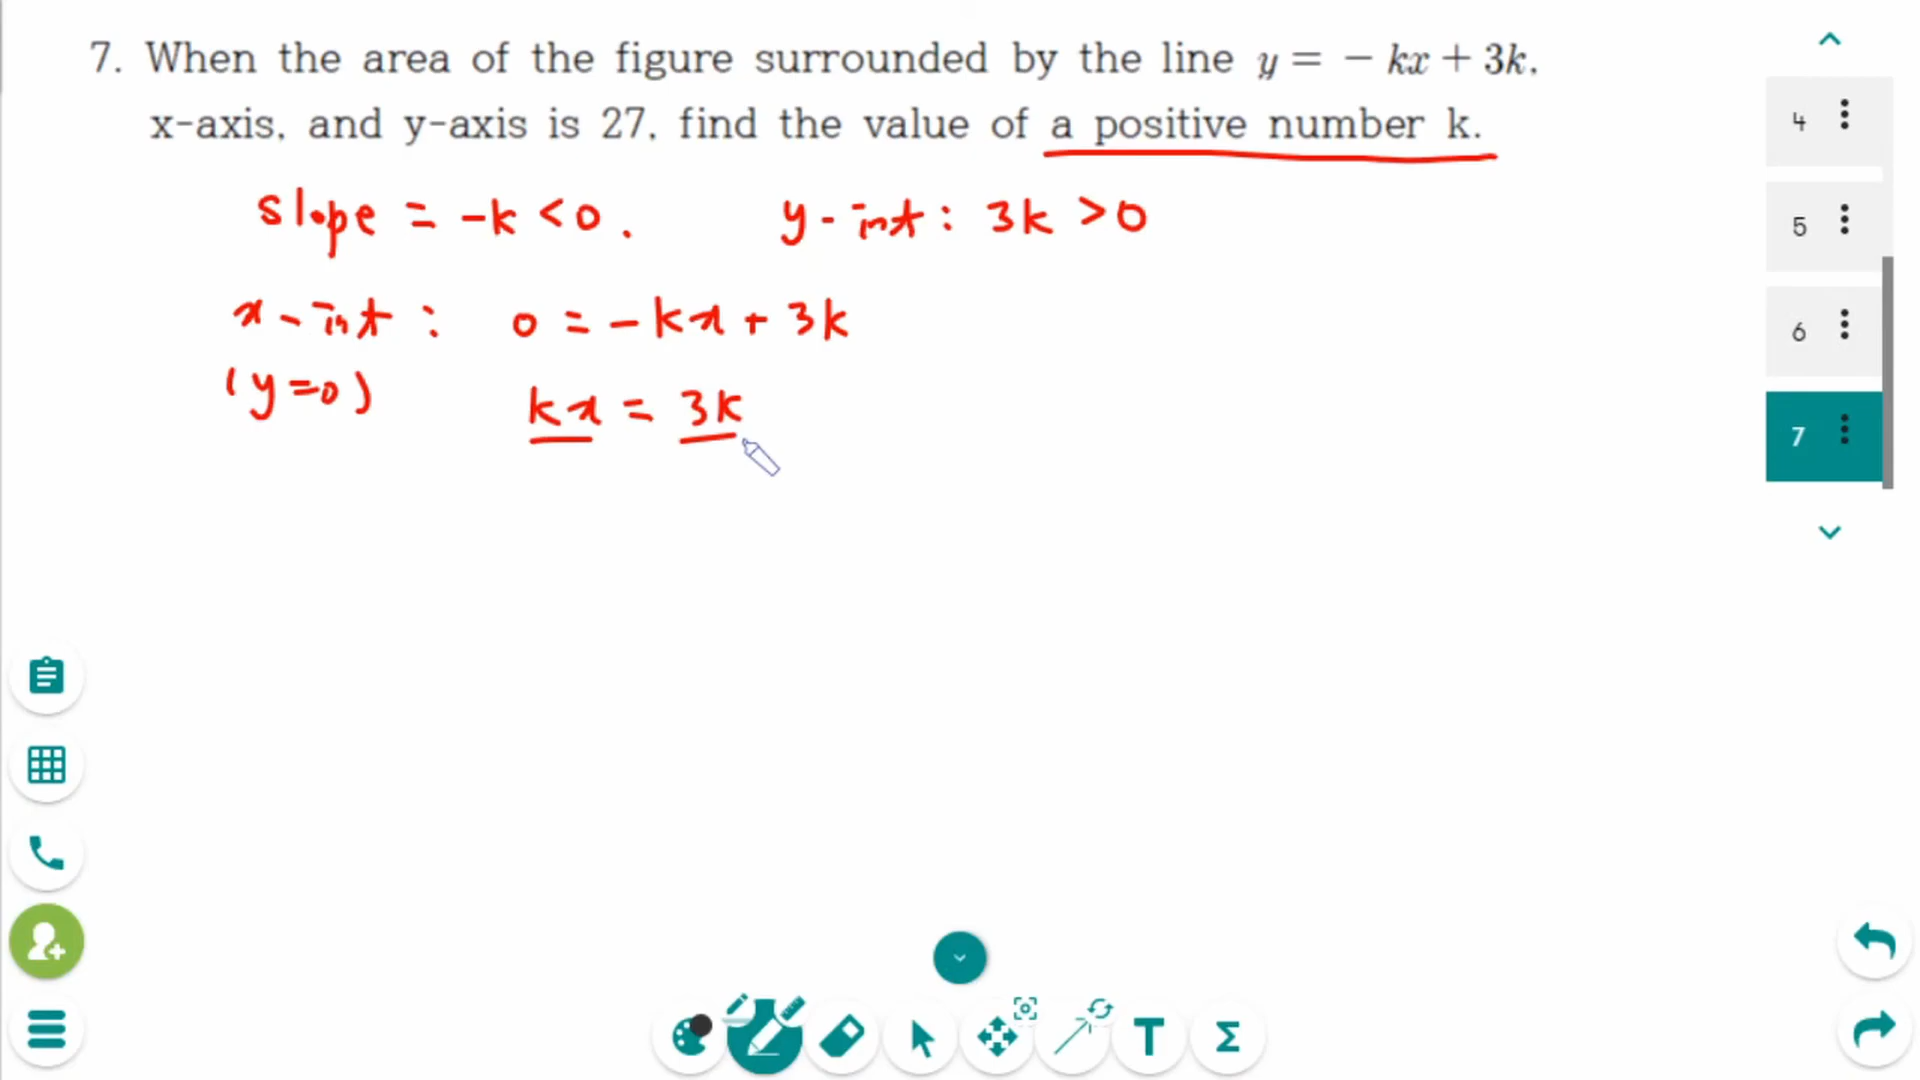 7. When the area of the figure surrounded by the line y = − kx + 3k,
x-axis, and y-axis is 27, find the value of a positive number k.
slope = -k < 0 . y - int : 3k > 0
x - int : 0 = - kx + 3k
(y=0) kx = 3k
4
5
6
7
T
Σ